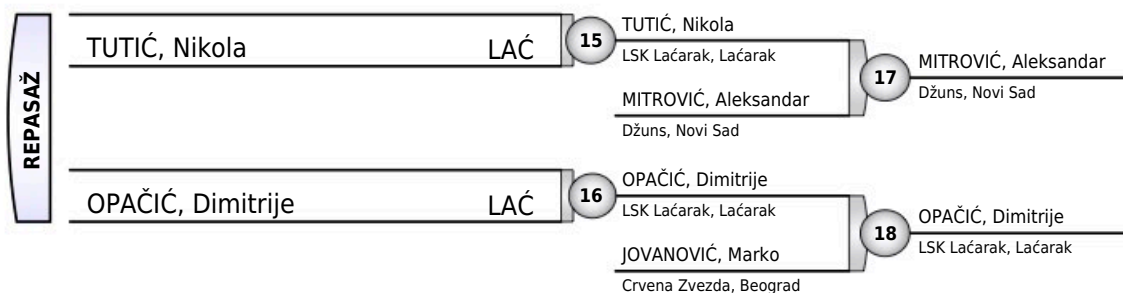 REPASAŽ
TUTIĆ, Nikola LAĆ
15
TUTIĆ, Nikola
LSK Laćarak, Laćarak
MITROVIĆ, Aleksandar
Džuns, Novi Sad
17
MITROVIĆ, Aleksandar
Džuns, Novi Sad
OPAČIĆ, Dimitrije LAĆ
16
OPAČIĆ, Dimitrije
LSK Laćarak, Laćarak
JOVANOVIĆ, Marko
Crvena Zvezda, Beograd
18
OPAČIĆ, Dimitrije
LSK Laćarak, Laćarak